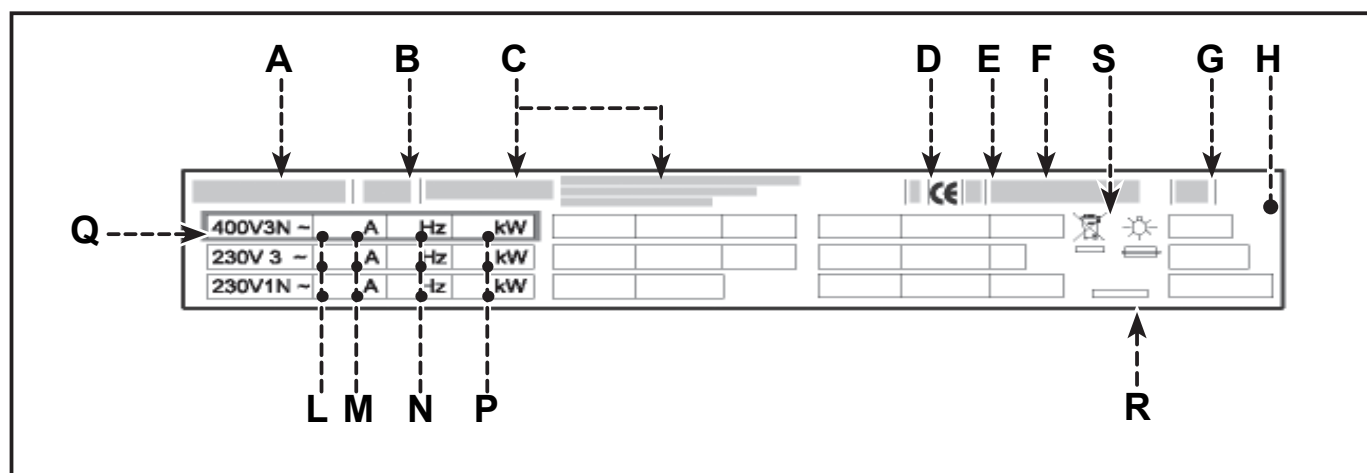 A B C D E F S G H
CE
Q
400V3N ~ A Hz kW
230V 3 ~ A Hz kW
230V1N ~ A Hz kW
L M N P
R